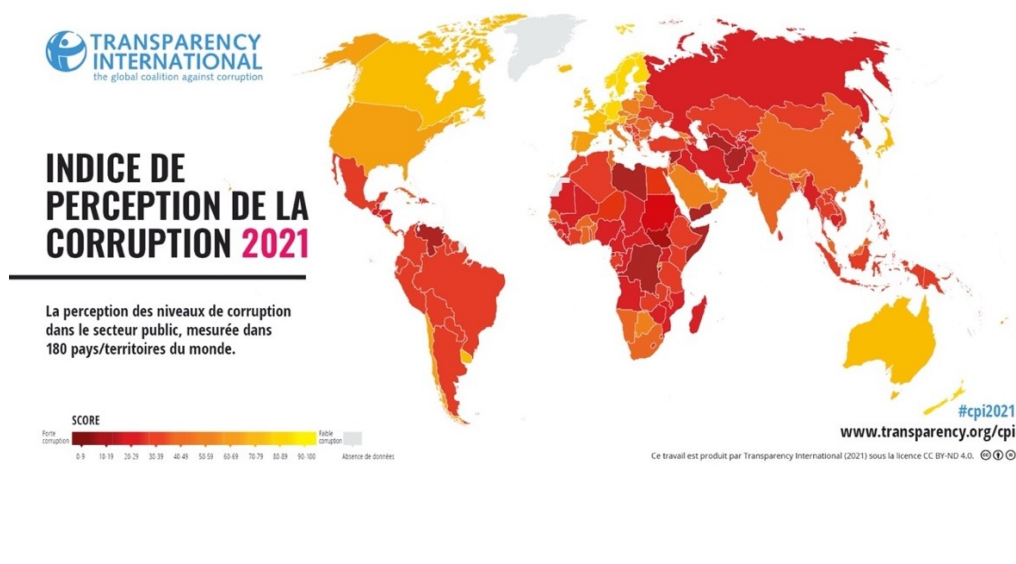 TRANSPARENCY
INTERNATIONAL
the global coalition against corruption
INDICE DE
PERCEPTION DE LA
CORRUPTION 2021
La perception des niveaux de corruption
dans le secteur public, mesurée dans
180 pays/territoires du monde.
SCORE
Forte
corruption
Faible
corruption
0-9 10-19 20-29 30-39 40-49 50-59 60-69 70-79 80-89 90-100 Absence de données
#cpi2021
www.transparency.org/cpi
Ce travail est produit par Transparency International (2021) sous la licence CC BY-ND 4.0.